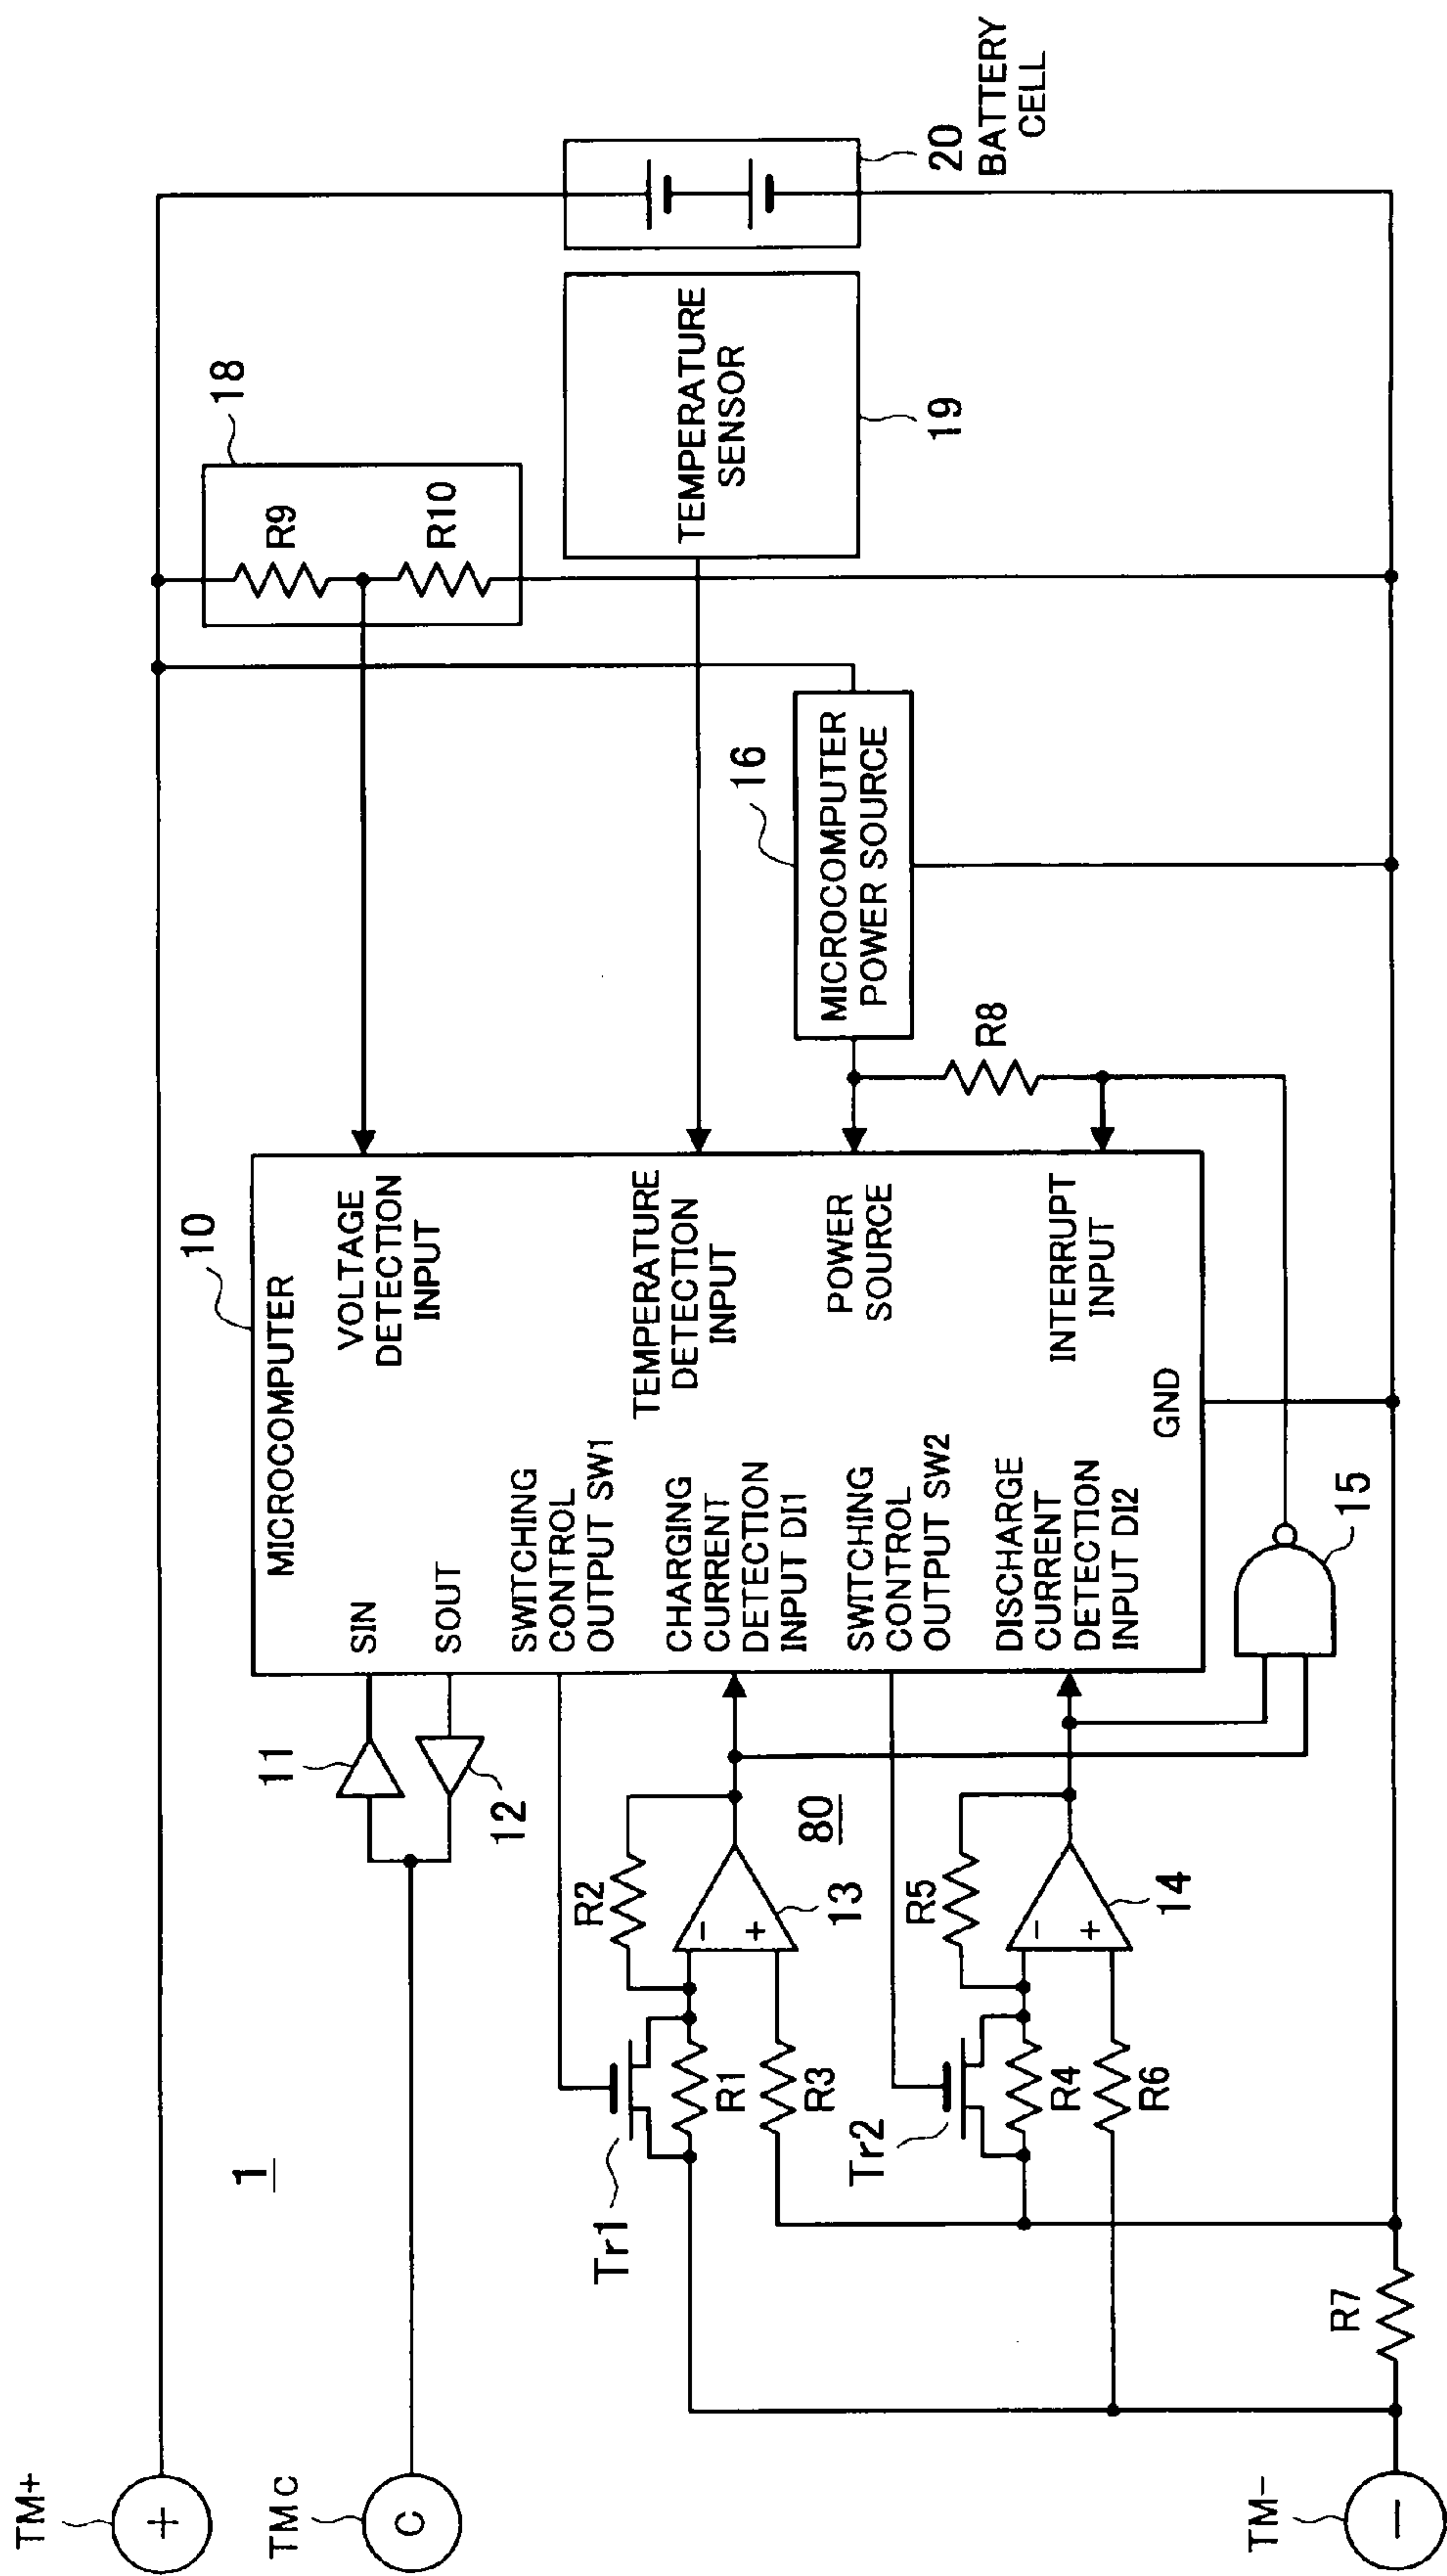 TM+
+
TM C
C
TM−
−
1
10
MICROCOMPUTER
SIN
SOUT
11
12
SWITCHING
CONTROL
OUTPUT SW1
CHARGING
CURRENT
DETECTION
INPUT DI1
SWITCHING
CONTROL
OUTPUT SW2
DISCHARGE
CURRENT
DETECTION
INPUT DI2
GND
VOLTAGE
DETECTION
INPUT
TEMPERATURE
DETECTION
INPUT
POWER
SOURCE
INTERRUPT
INPUT
Tr1
R1
R2
R3
−
+
13
80
Tr2
R4
R5
R6
−
+
14
R7
15
R8
16
MICROCOMPUTER
POWER SOURCE
18
R9
R10
TEMPERATURE
SENSOR
19
20
BATTERY
CELL